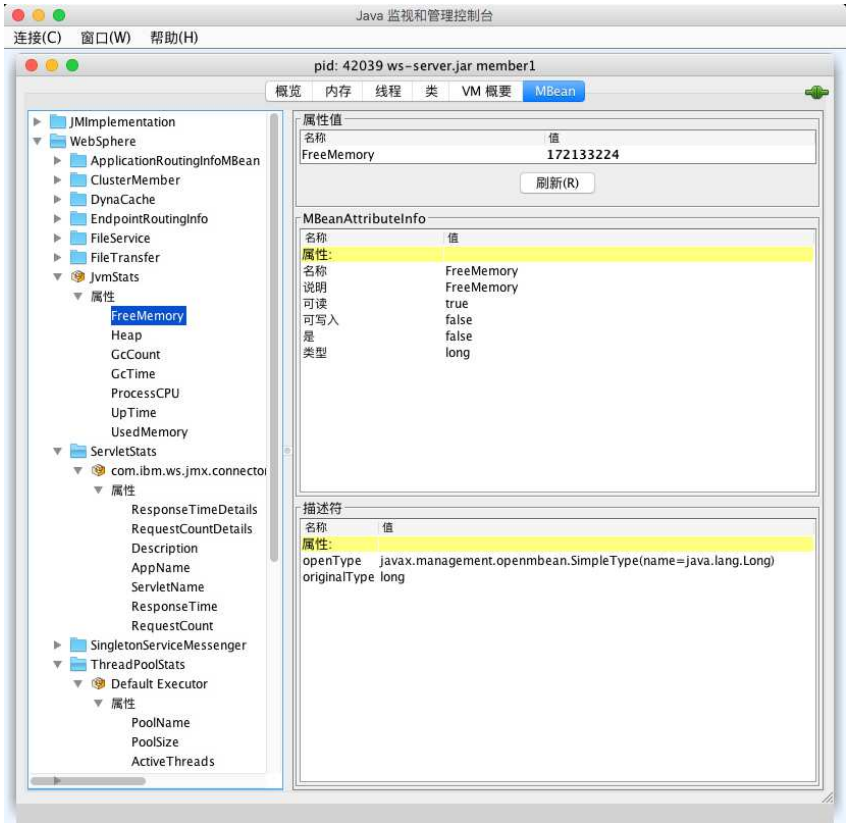 Java 监视和管理控制台
连接(C) 窗口(W) 帮助(H)
pid: 42039 ws-server.jar member1
概览 内存 线程 类 VM 概要 MBean
JMImplementation
WebSphere
ApplicationRoutingInfoMBean
ClusterMember
DynaCache
EndpointRoutingInfo
FileService
FileTransfer
JvmStats
属性
FreeMemory
Heap
GcCount
GcTime
ProcessCPU
UpTime
UsedMemory
ServletStats
com.ibm.ws.jmx.connector
属性
ResponseTimeDetails
RequestCountDetails
Description
AppName
ServletName
ResponseTime
RequestCount
SingletonServiceMessenger
ThreadPoolStats
Default Executor
属性
PoolName
PoolSize
ActiveThreads
属性值
名称 值
FreeMemory 172133224
刷新(R)
MBeanAttributeInfo
名称 值
属性:
名称 FreeMemory
说明 FreeMemory
可读 true
可写入 false
是 false
类型 long
描述符
名称 值
属性:
openType javax.management.openmbean.SimpleType(name=java.lang.Long)
originalType long